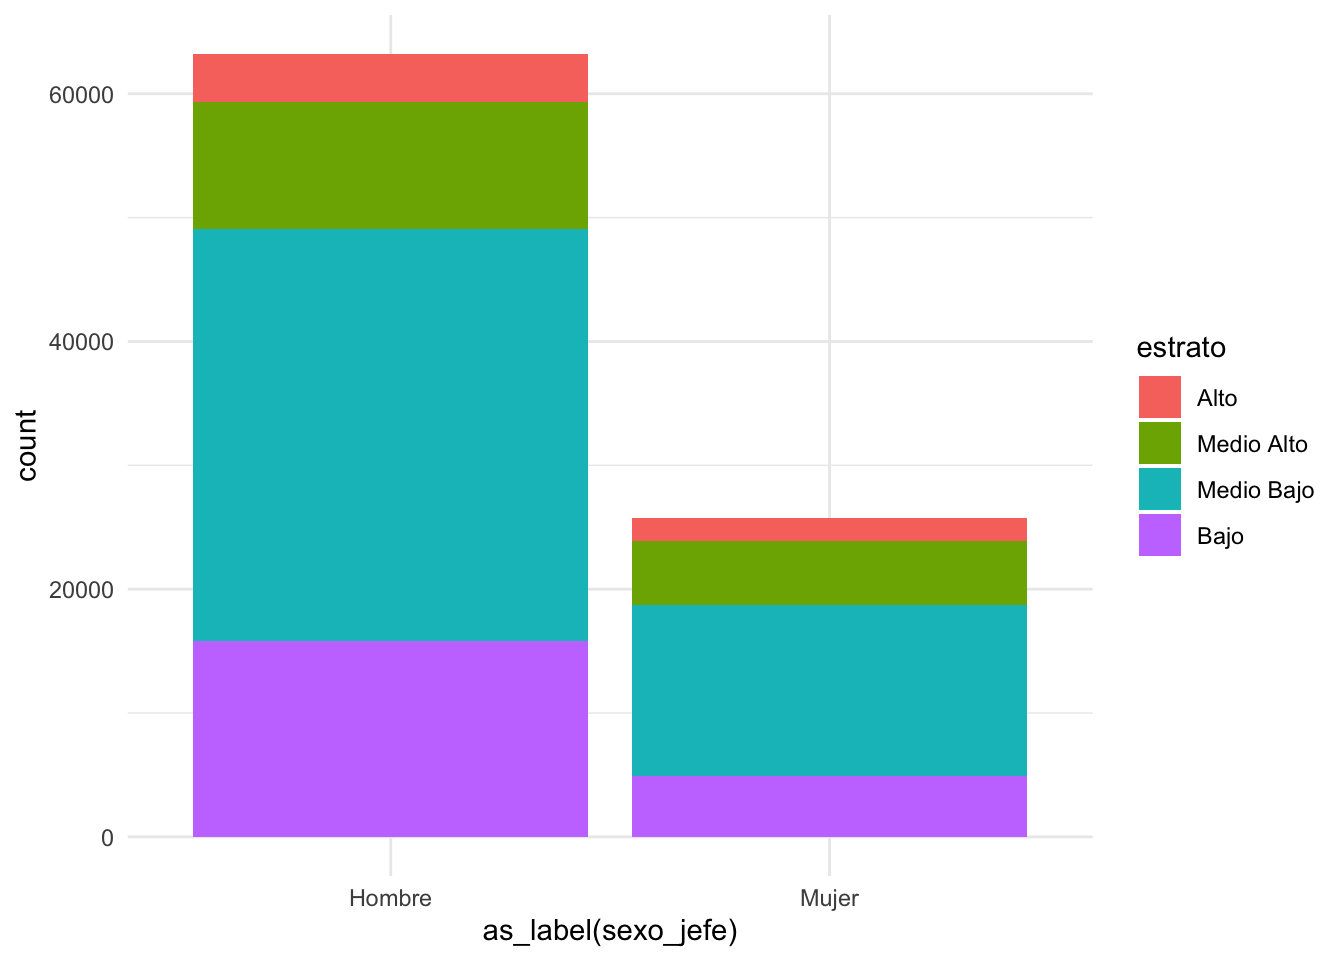 60000
40000
20000
0
count
Hombre
Mujer
as_label(sexo_jefe)
estrato
Alto
Medio Alto
Medio Bajo
Bajo